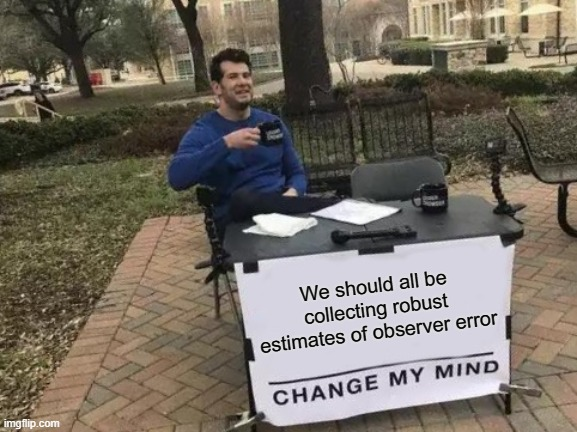 We should all be
collecting robust
estimates of observer error
CHANGE MY MIND
imgflip.com